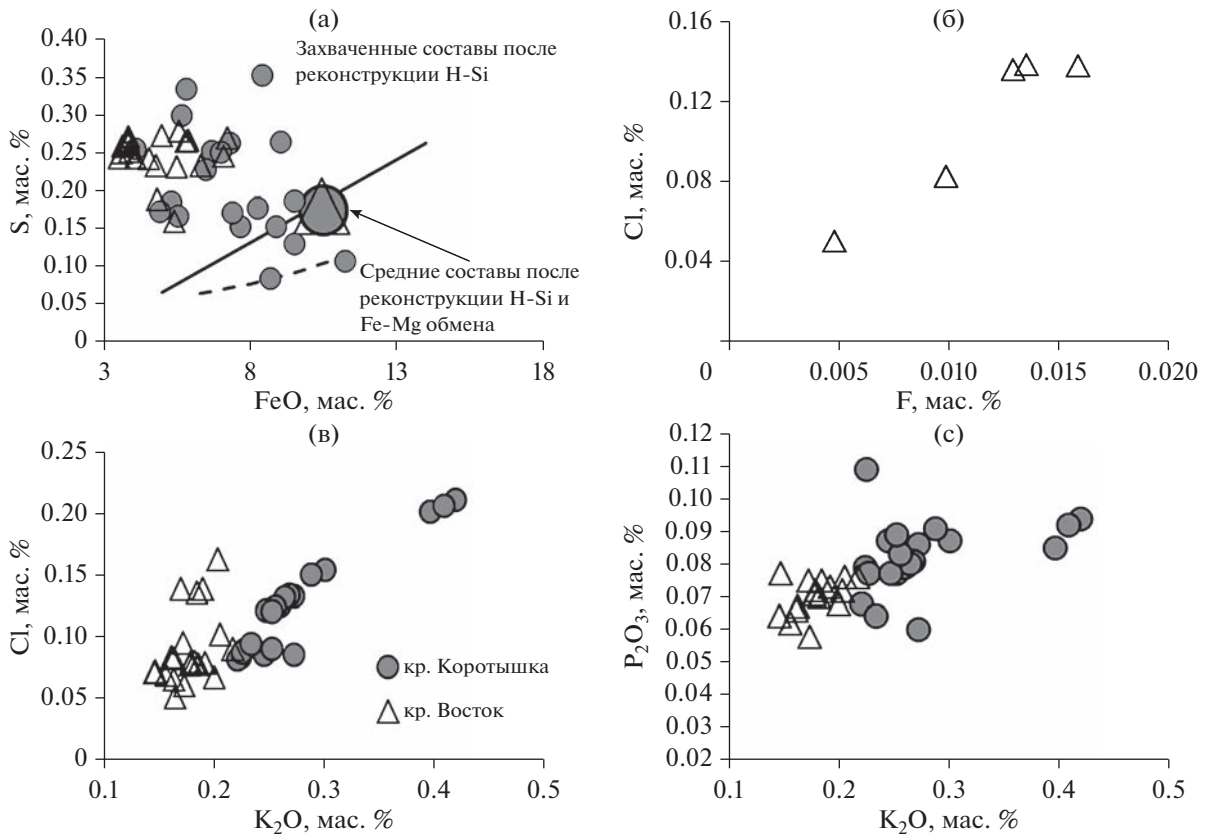 (а)
S, мас. %
0.40
0.35
0.30
0.25
0.20
0.15
0.10
0.05
0
Захваченные составы после
реконструкции H-Si
Средние составы после
реконструкции H-Si и
Fe-Mg обмена
3
8
13
18
FeO, мас. %
(б)
Cl, мас. %
0.16
0.12
0.08
0.04
0
0.005
0.010
0.015
0.020
F, мас. %
(в)
Cl, мас. %
0.25
0.20
0.15
0.10
0.05
0
кр. Коротышка
кр. Восток
0.1
0.2
0.3
0.4
0.5
K₂O, мас. %
(с)
P₂O₃, мас. %
0.12
0.11
0.10
0.09
0.08
0.07
0.06
0.05
0.04
0.03
0.02
0.1
0.2
0.3
0.4
0.5
K₂O, мас. %